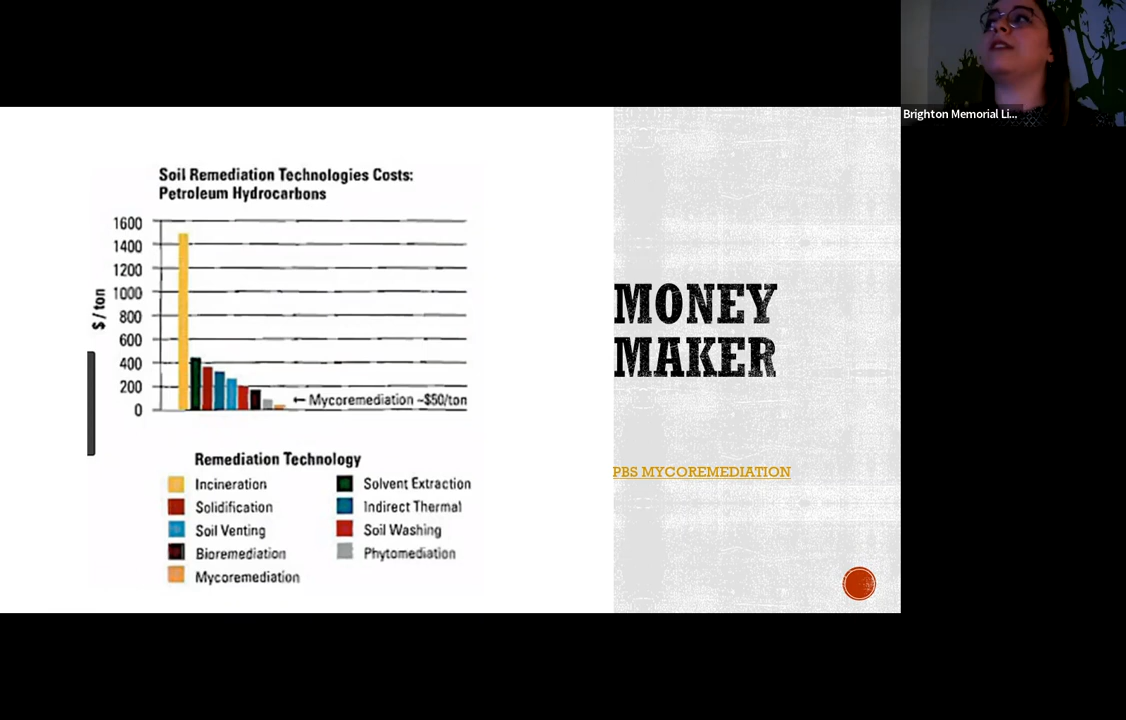 Brighton Memorial Li...
Soil Remediation Technologies Costs:
Petroleum Hydrocarbons
1600
1400
1200
1000
800
600
400
200
0
$ / ton
← Mycoremediation ~$50/ton
Remediation Technology
Incineration
Solvent Extraction
Solidification
Indirect Thermal
Soil Venting
Soil Washing
Bioremediation
Phytomediation
Mycoremediation
MONEY
MAKER
PBS MYCOREMEDIATION